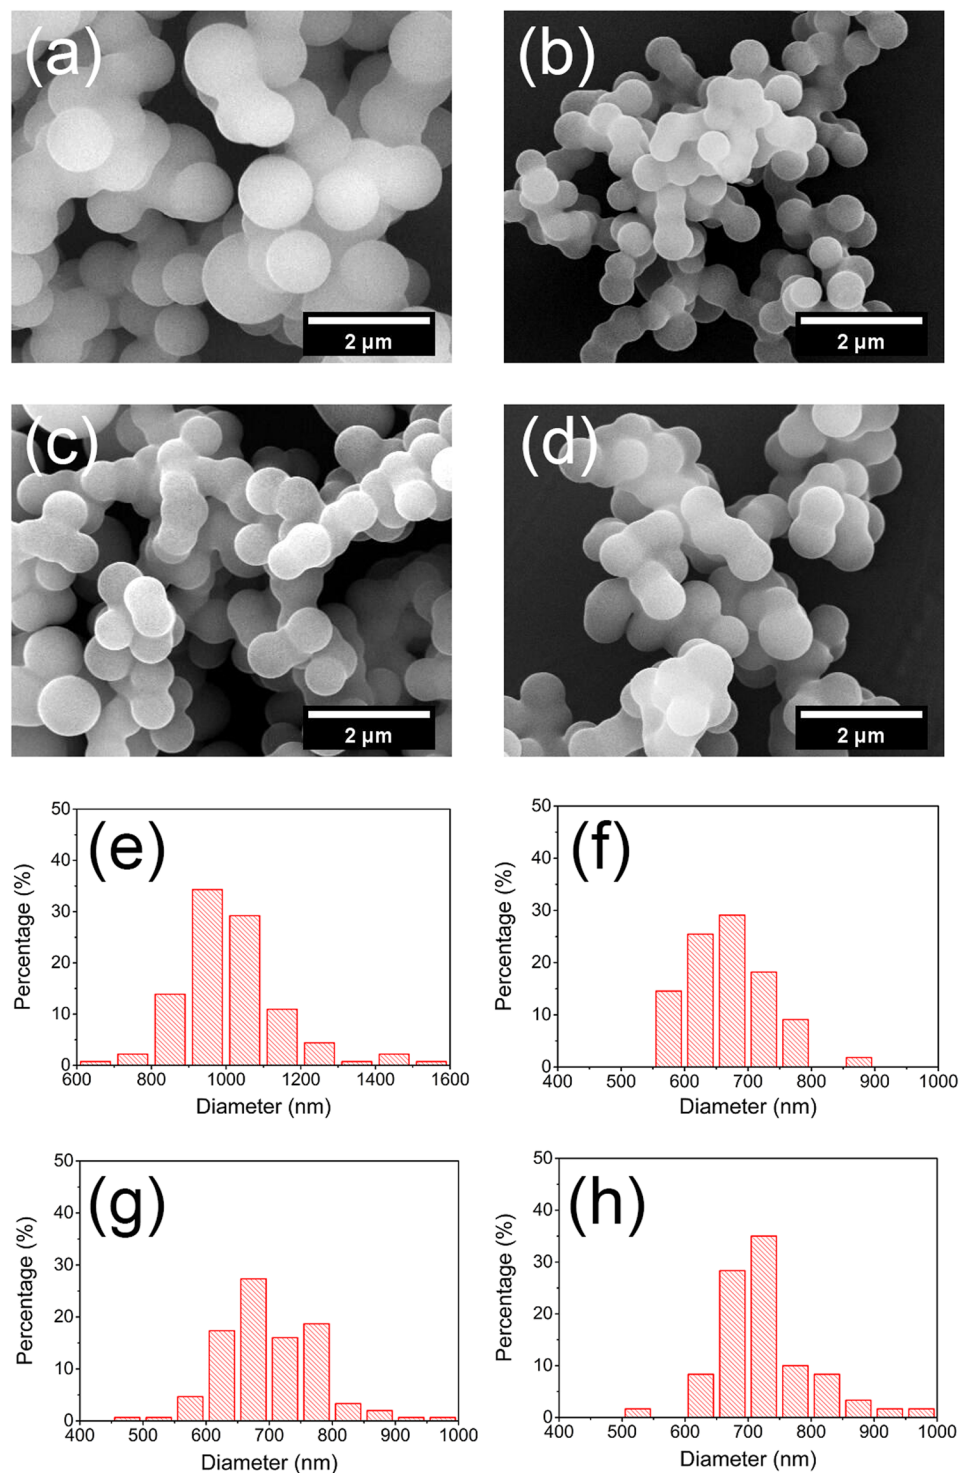 (a)
2 μm
(b)
2 μm
(c)
2 μm
(d)
2 μm
(e)
50
40
30
20
10
0
Percentage (%)
600 800 1000 1200 1400 1600
Diameter (nm)
(f)
50
40
30
20
10
0
Percentage (%)
400 500 600 700 800 900 1000
Diameter (nm)
(g)
50
40
30
20
10
0
Percentage (%)
400 500 600 700 800 900 1000
Diameter (nm)
(h)
50
40
30
20
10
0
Percentage (%)
400 500 600 700 800 900 1000
Diameter (nm)